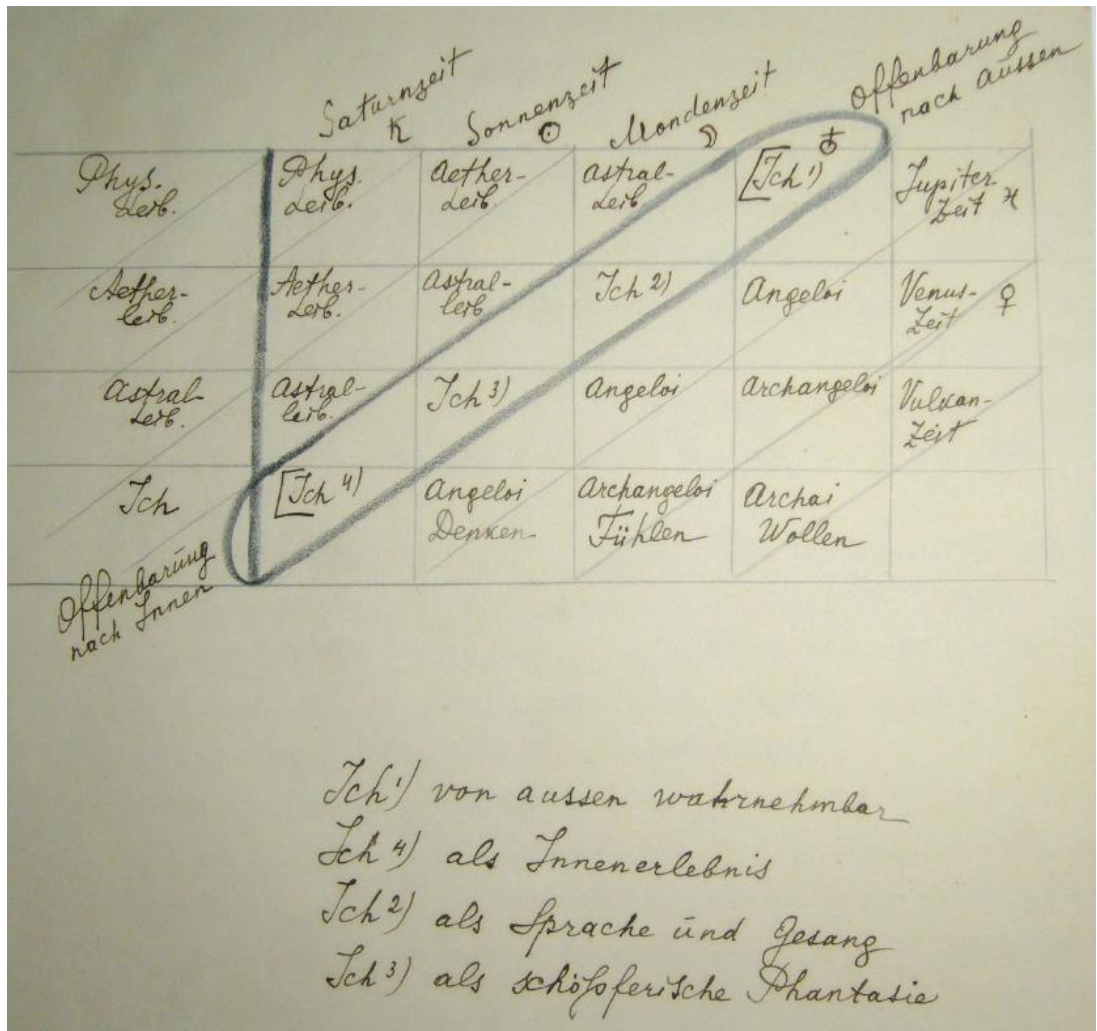 Saturnzeit
Sonnenzeit
☉
Mondenzeit
☽
♁
Offenbarung
nach aussen
Phys.
Leib.
Phys.
Leib.
Aether-
Leib.
Astral-
Leib.
[Ich 1)
Jupiter
Zeit ♃
Aether-
leib.
Aether-
Leib.
Astral-
leib
Ich 2)
Angeloi
Venus-
Zeit ♀
Astral-
Leib.
Astral-
leib.
Ich 3)
Angeloi
Archangeloi
Vulkan-
Zeit
Ich
[Ich 4)
Angeloi
Denken
Archangeloi
Fühlen
Archai
Wollen
Offenbarung
nach Innen
Ich 1) von aussen wahrnehmbar
Ich 4) als Innenerlebnis
Ich 2) als Sprache und Gesang
Ich 3) als schöpferische Phantasie